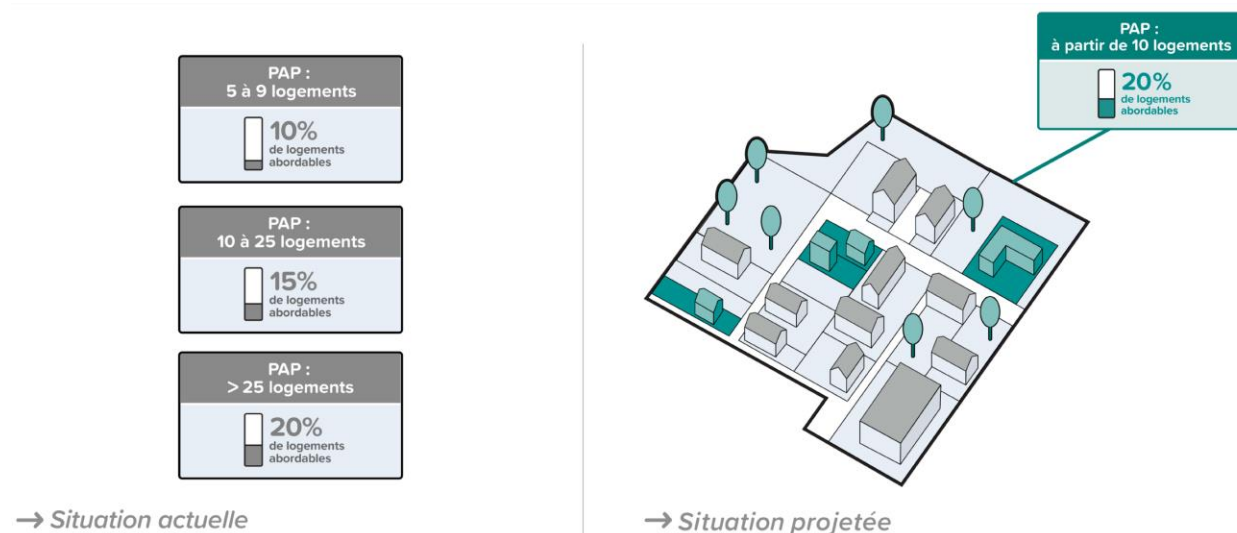 PAP :
5 à 9 logements
10%
de logements
abordables
PAP :
10 à 25 logements
15%
de logements
abordables
PAP :
> 25 logements
20%
de logements
abordables
→ Situation actuelle
PAP :
à partir de 10 logements
20%
de logements
abordables
→ Situation projetée